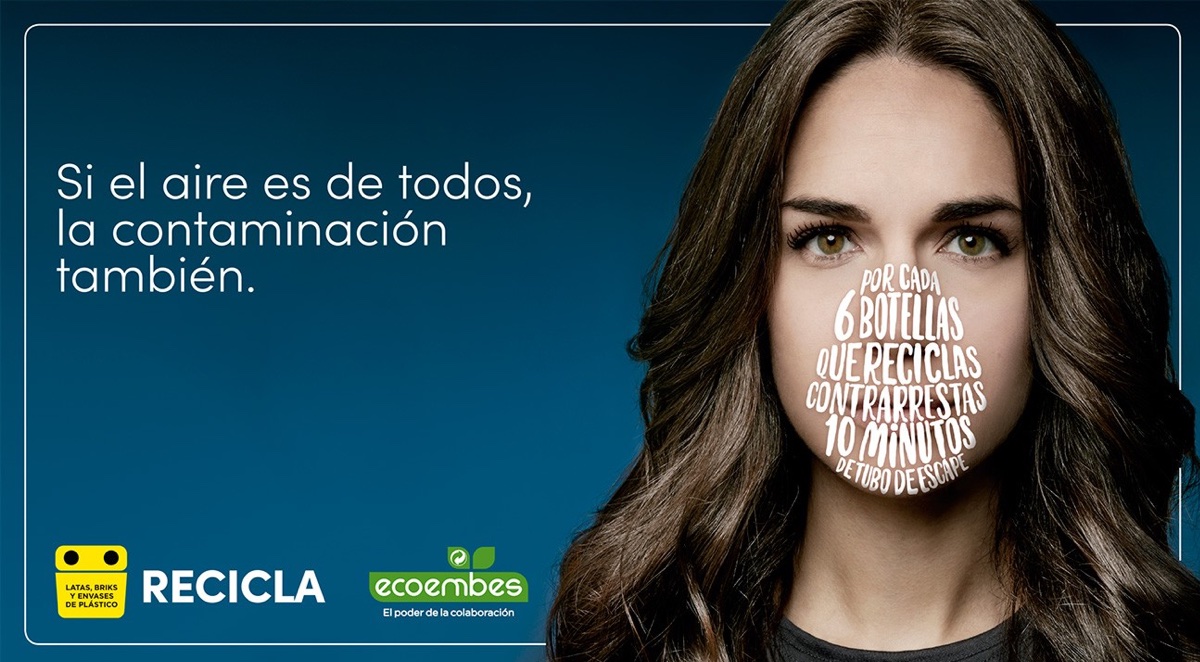 Si el aire es de todos,
la contaminación
también.
POR CADA
6 BOTELLAS
QUE RECICLAS
CONTRARRESTAS
10 MiNUTOS
DE TUBO DE ESCAPE
LATAS, BRIKS
Y ENVASES
DE PLÁSTICO
RECICLA
ecoembes
El poder de la colaboración